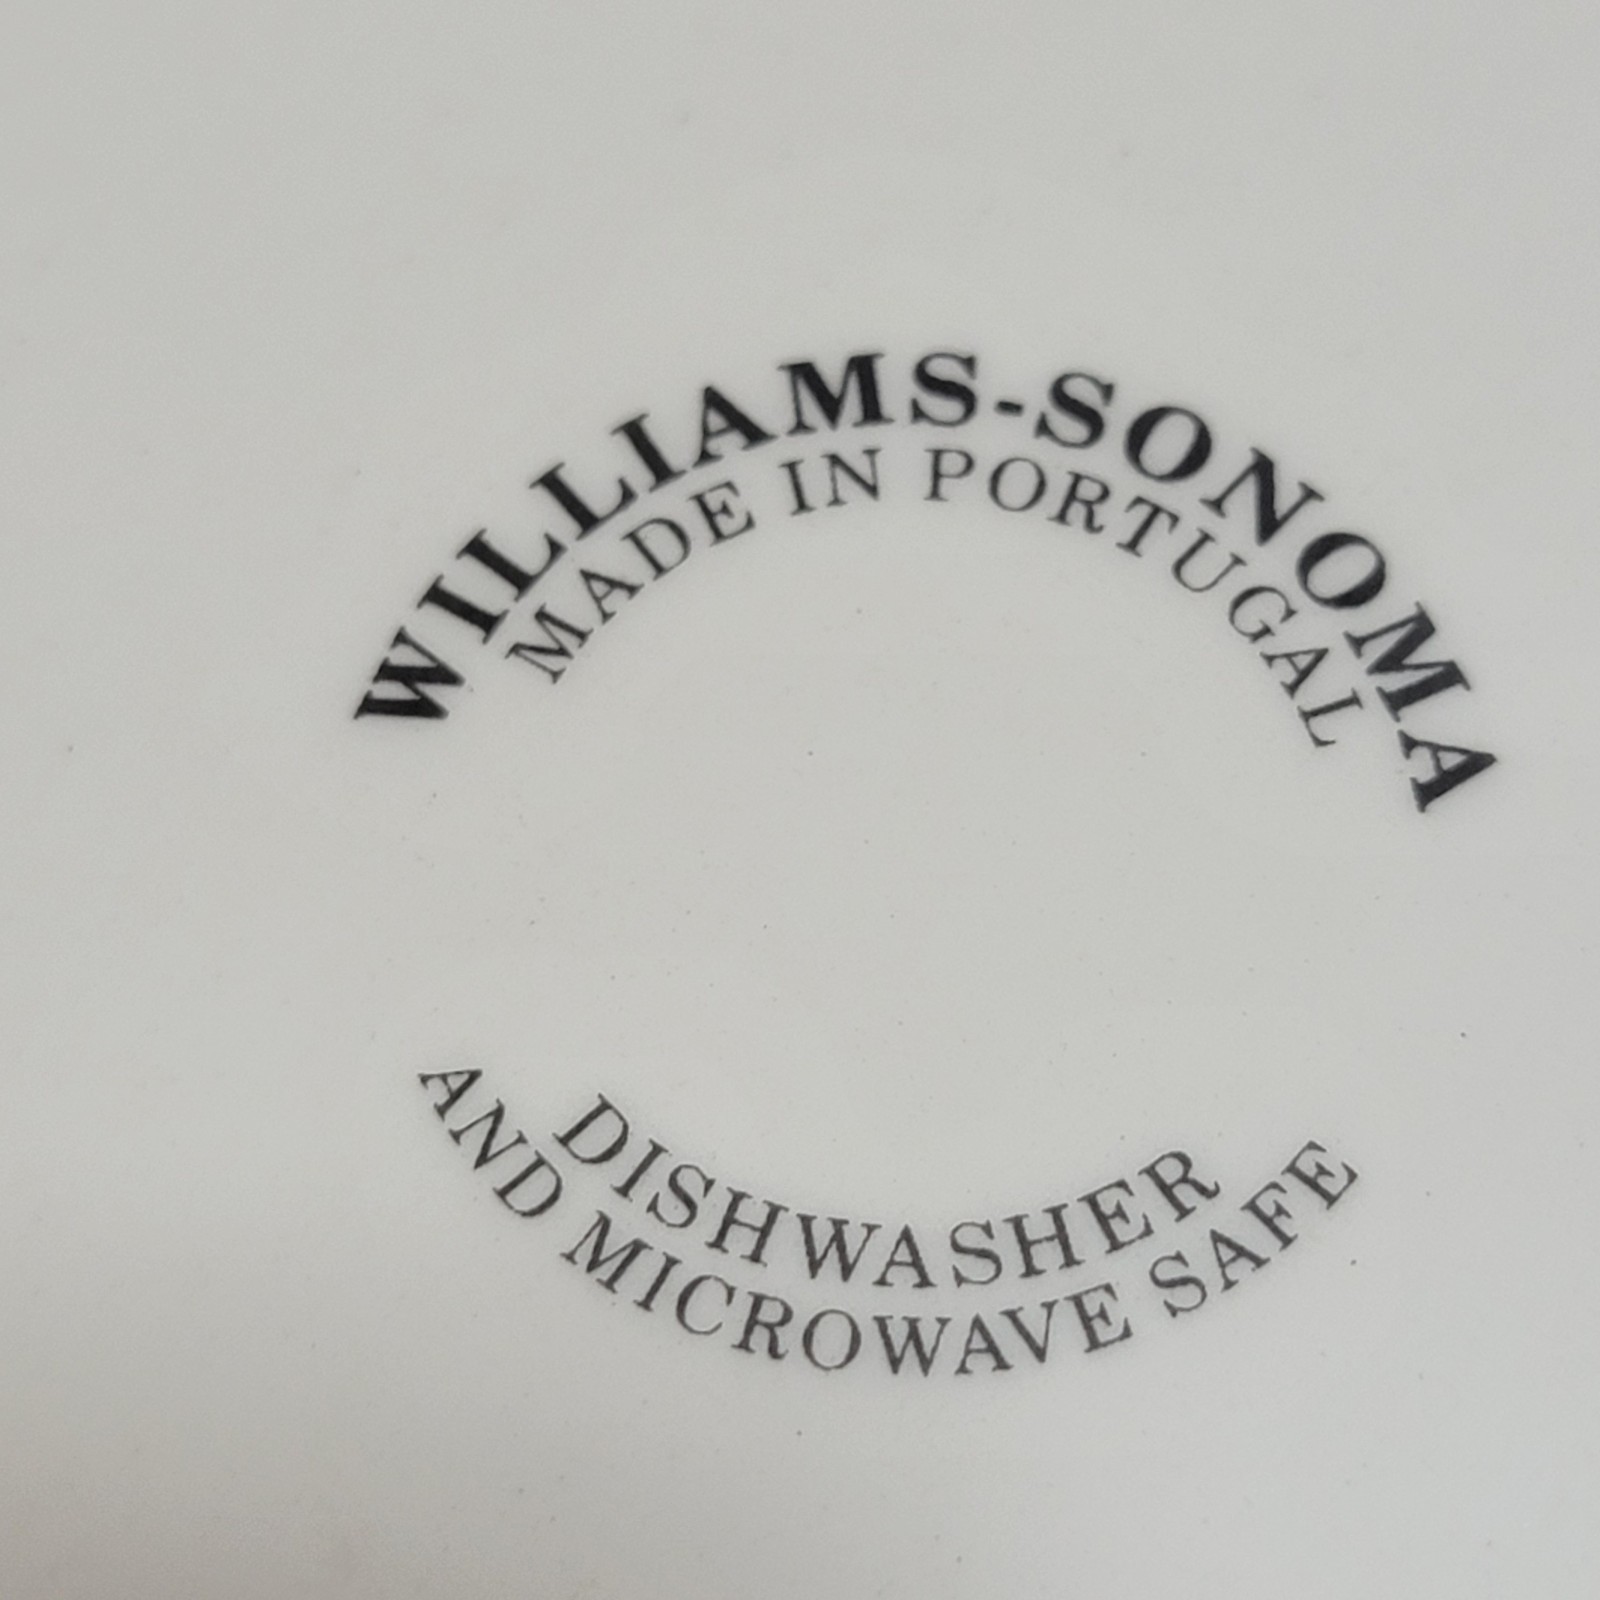 WILLIAMS-SONOMA
MADE IN PORTUGAL
DISHWASHER
AND MICROWAVE SAFE